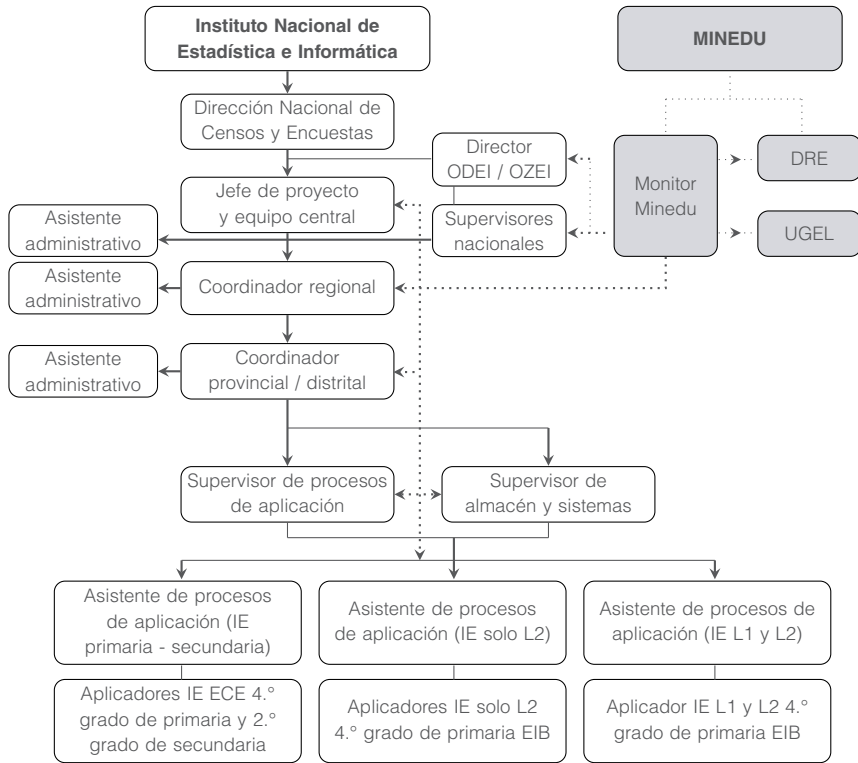 Instituto Nacional de
Estadística e Informática
MINEDU
Dirección Nacional de
Censos y Encuestas
Director
ODEI / OZEI
Monitor
Minedu
DRE
Jefe de proyecto
y equipo central
Asistente
administrativo
Supervisores
nacionales
UGEL
Asistente
administrativo
Coordinador regional
Asistente
administrativo
Coordinador
provincial / distrital
Supervisor de procesos
de aplicación
Supervisor de
almacén y sistemas
Asistente de procesos
de aplicación (IE
primaria - secundaria)
Asistente de procesos
de aplicación (IE solo L2)
Asistente de procesos de
aplicación (IE L1 y L2)
Aplicadores IE ECE 4.°
grado de primaria y 2.°
grado de secundaria
Aplicadores IE solo L2
4.° grado de primaria EIB
Aplicador IE L1 y L2 4.°
grado de primaria EIB